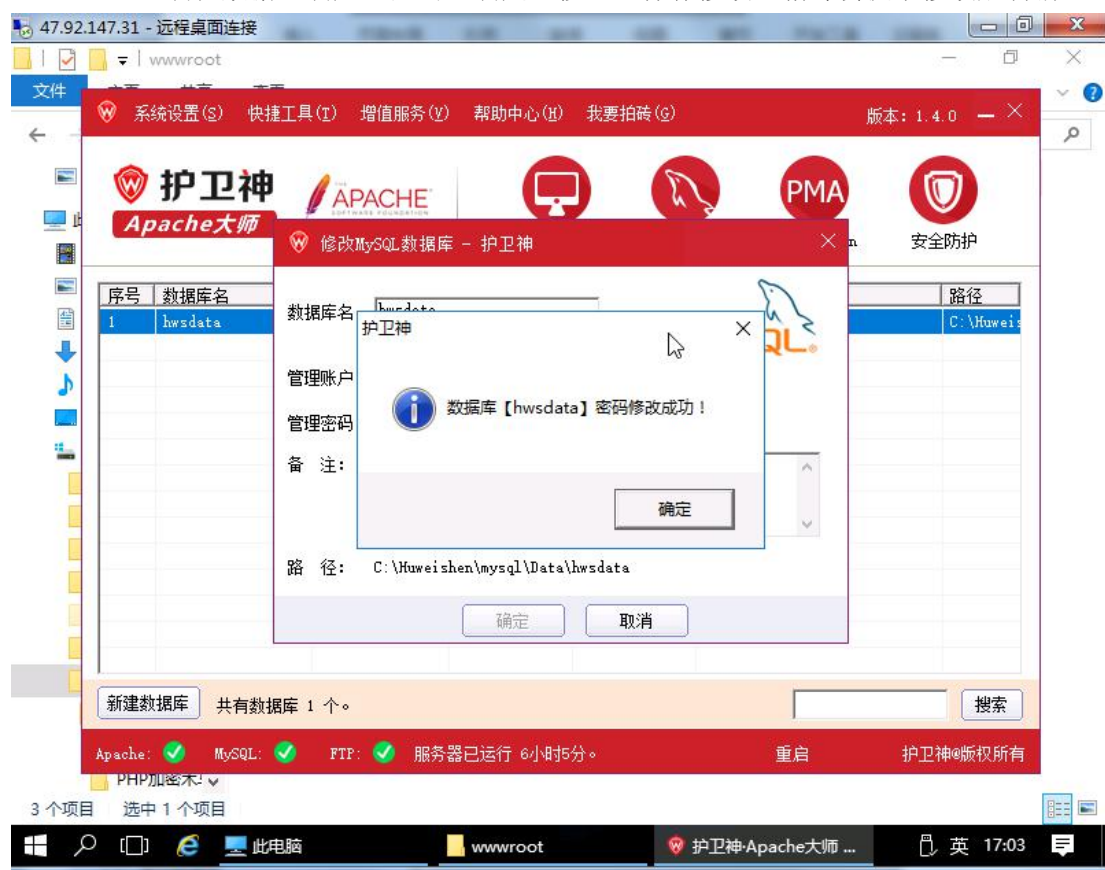 47.92.147.31 - 远程桌面连接
wwwroot
文件
系统设置(S) 快捷工具(T) 增值服务(V) 帮助中心(H) 我要拍砖(G) 版本: 1.4.0
护卫神
Apache大师
THE
APACHE
SOFTWARE FOUNDATION
PMA
n 安全防护
修改MySQL数据库 - 护卫神
序号 数据库名 路径
1 hwsdata C:\Huweis
数据库名 hwsdata
QL
护卫神
管理账户
数据库【hwsdata】密码修改成功！
管理密码
备 注:
确定
路 径: C:\Huweishen\mysql\Data\hwsdata
确定 取消
新建数据库 共有数据库 1 个。 搜索
Apache: MySQL: FTP: 服务器已运行 6小时5分。 重启 护卫神@版权所有
3 个项目 选中 1 个项目
此电脑 wwwroot 护卫神·Apache大师 ... 英 17:03